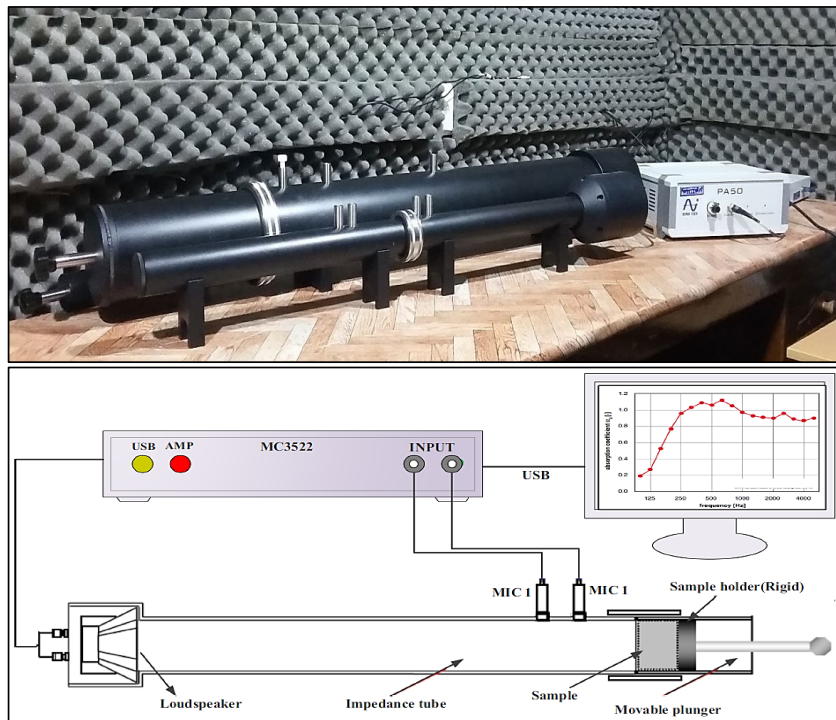 PA50
USB AMP MC3522 INPUT
USB
1.2
1.0
0.8
0.6
0.4
0.2
0.0
absorption coefficient
125 250 500 1000 2000 4000
frequency [Hz]
MIC 1 MIC 1
Sample holder(Rigid)
Loudspeaker
Impedance tube
Sample
Movable plunger